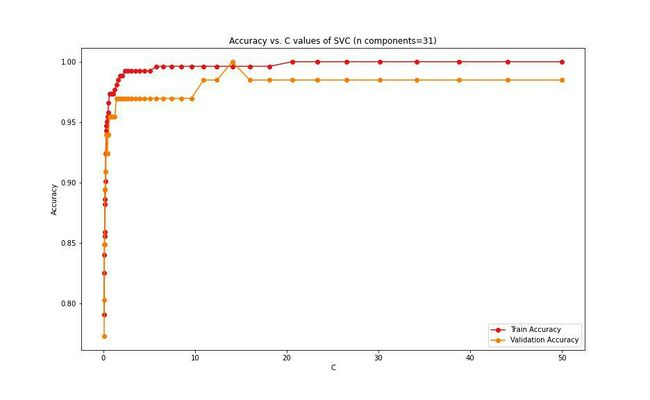 Accuracy vs. C values of SVC (n components=31)
1.00
0.95
0.90
0.85
0.80
Accuracy
0
10
20
30
40
50
C
Train Accuracy
Validation Accuracy